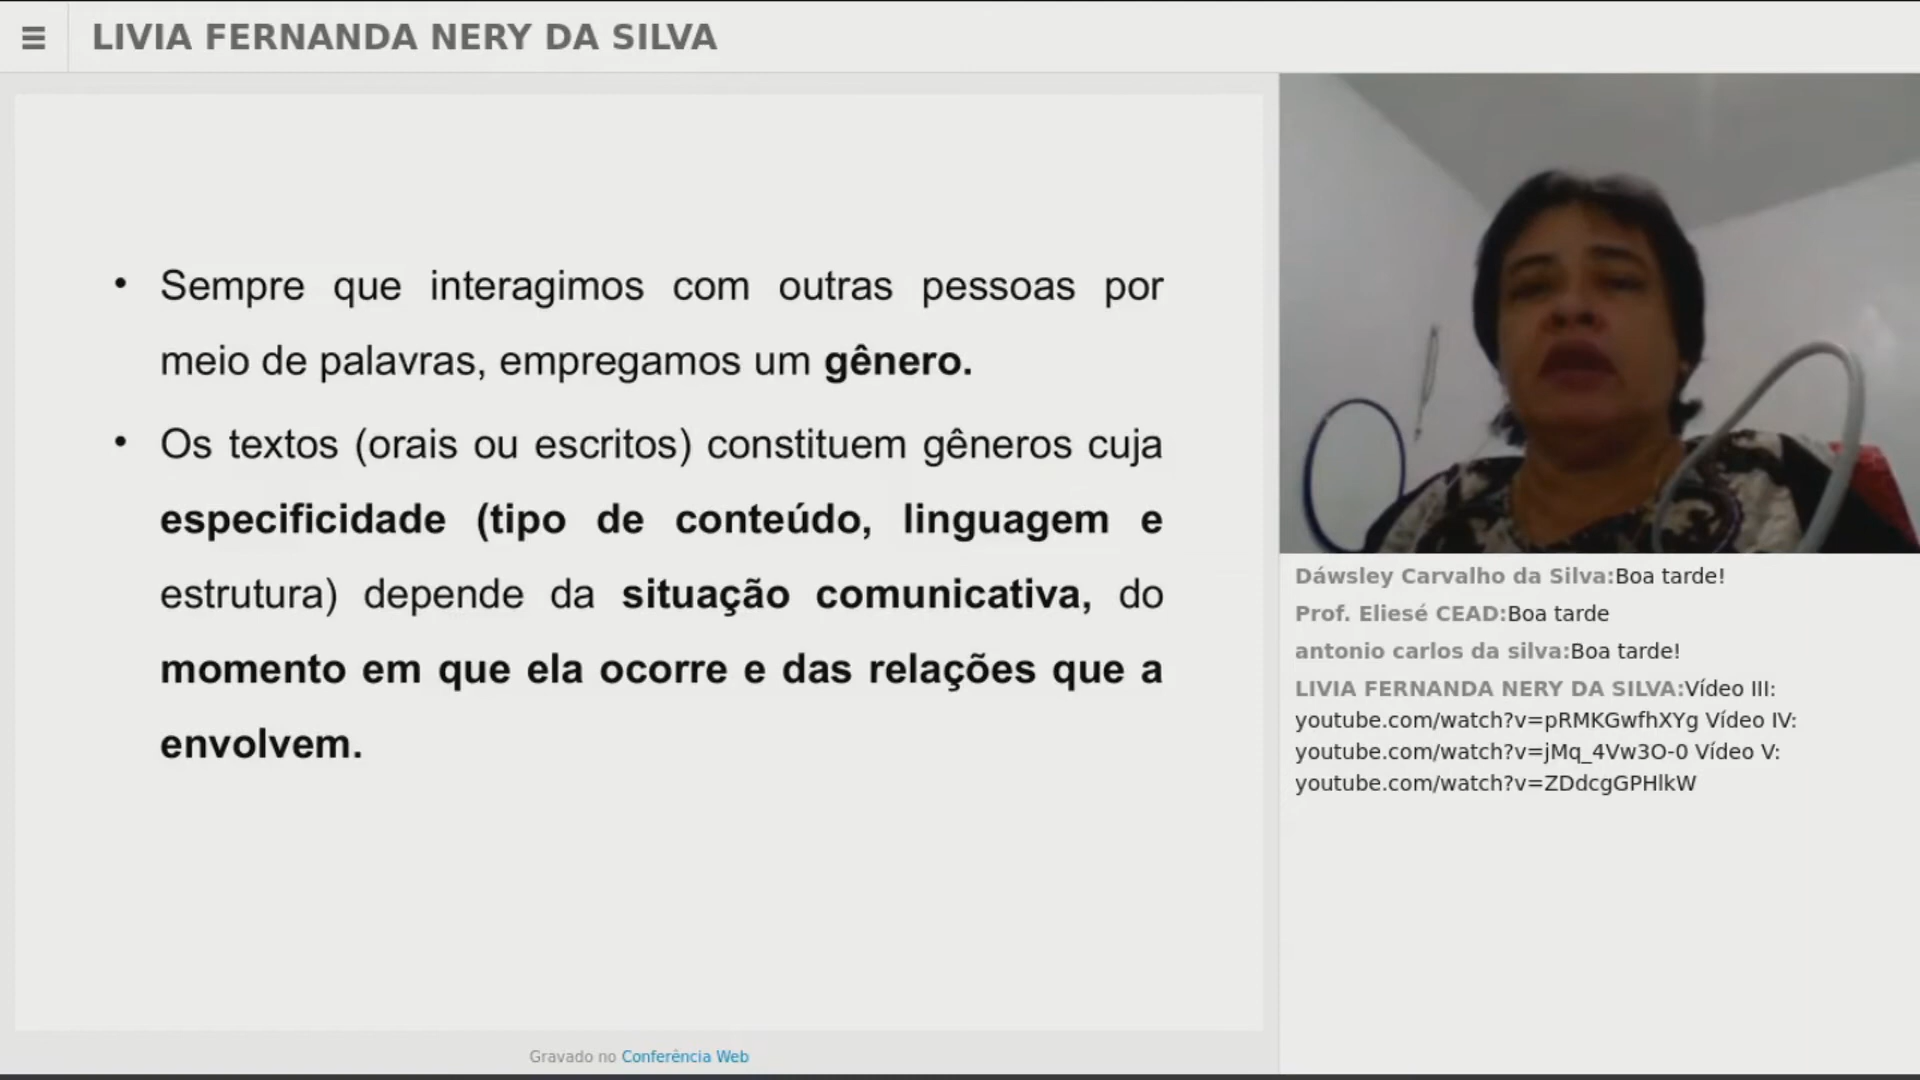 LIVIA FERNANDA NERY DA SILVA
• Sempre que interagimos com outras pessoas por
meio de palavras, empregamos um gênero.
• Os textos (orais ou escritos) constituem gêneros cuja
especificidade (tipo de conteúdo, linguagem e
estrutura) depende da situação comunicativa, do
momento em que ela ocorre e das relações que a
envolvem.
Dáwsley Carvalho da Silva:Boa tarde!
Prof. Eliesé CEAD:Boa tarde
antonio carlos da silva:Boa tarde!
LIVIA FERNANDA NERY DA SILVA:Vídeo III:
youtube.com/watch?v=pRMKGwfhXYg Vídeo IV:
youtube.com/watch?v=jMq_4Vw3O-0 Vídeo V:
youtube.com/watch?v=ZDdcgGPHlkW
Gravado no Conferência Web